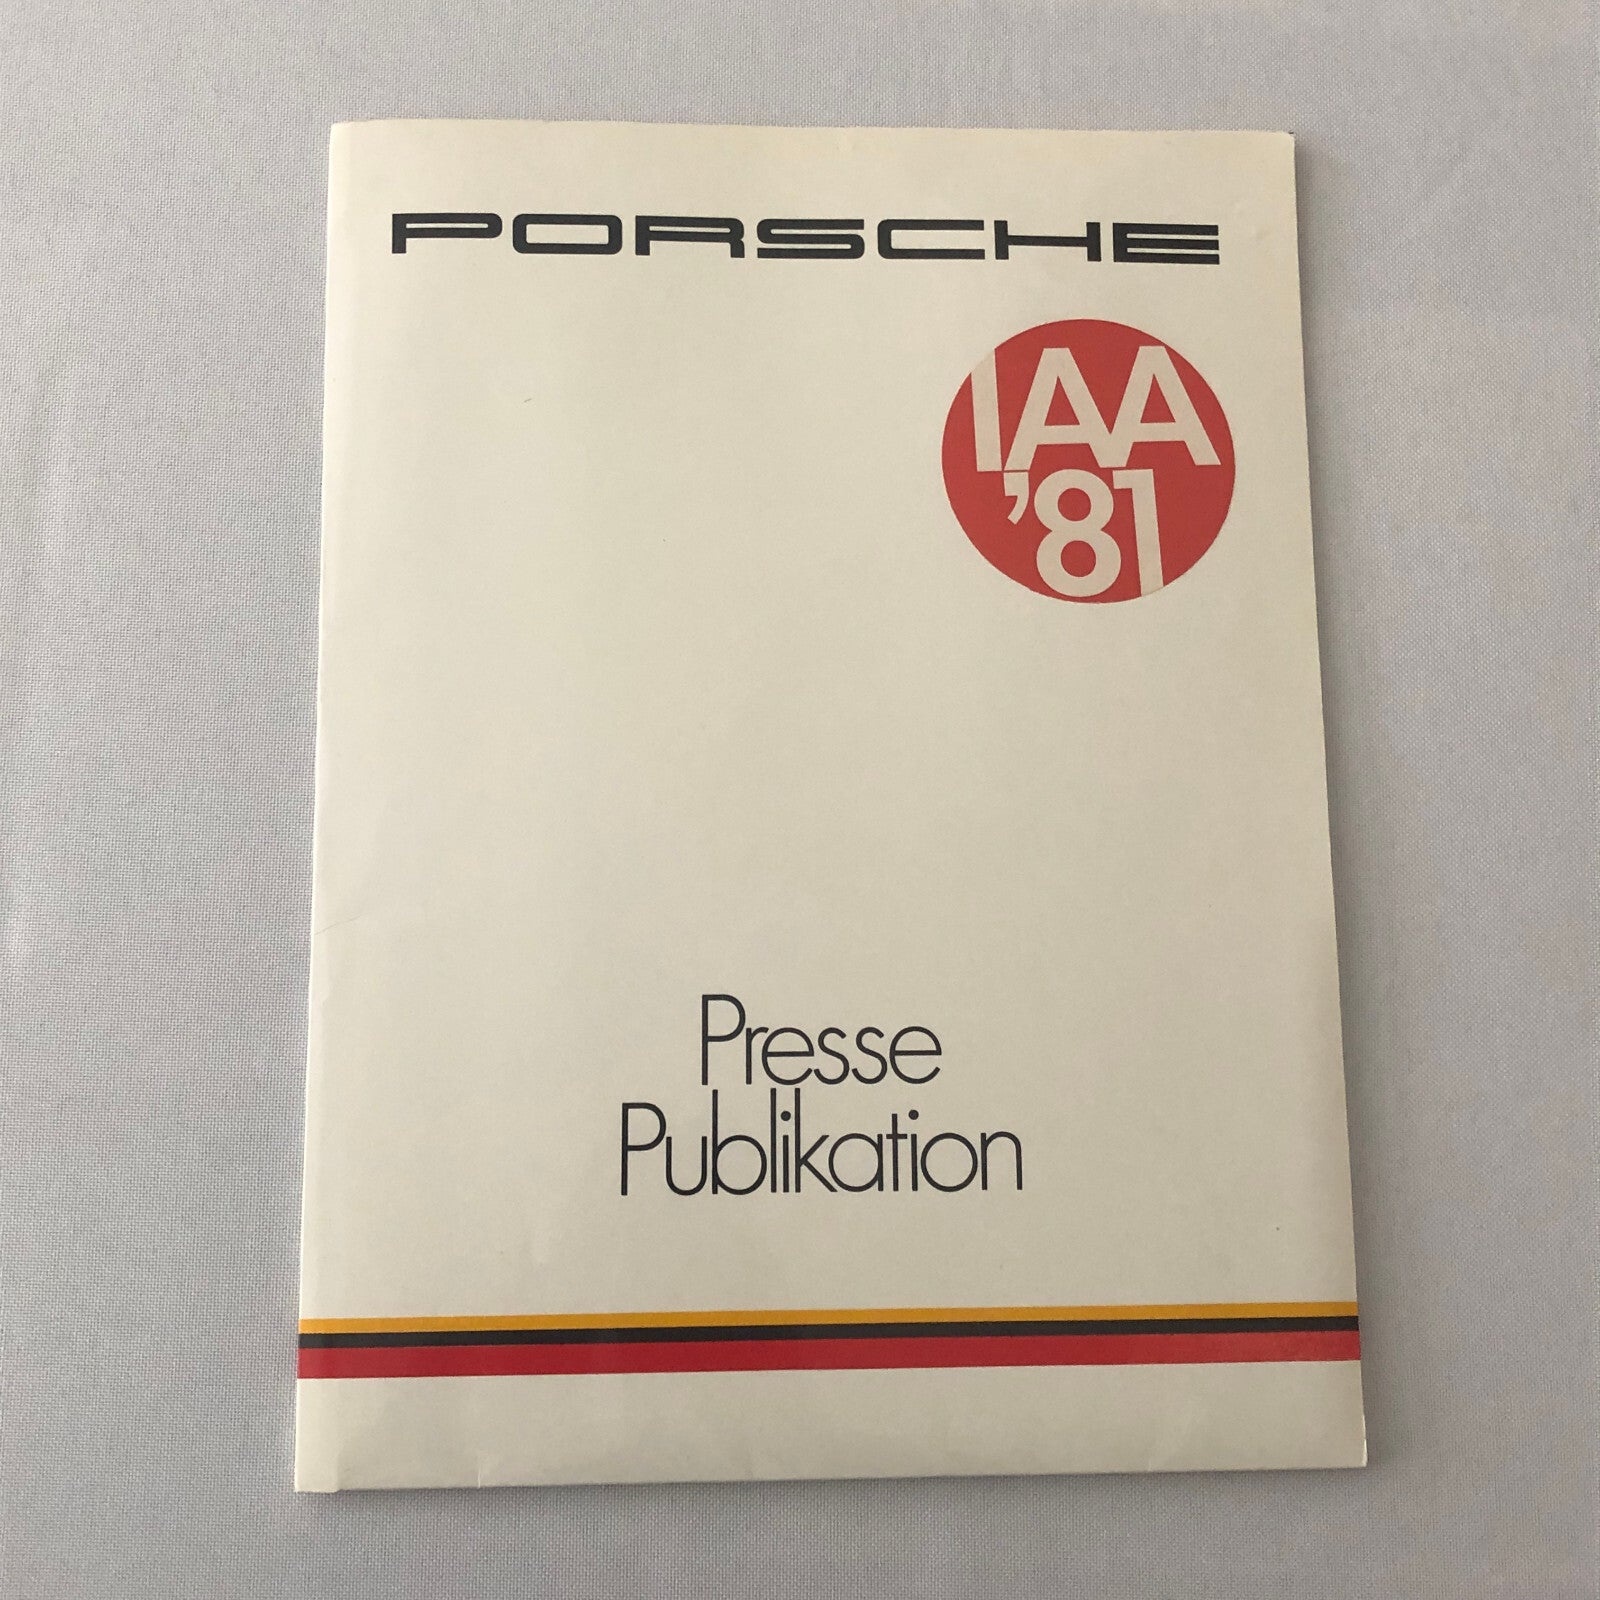 PORSCHE
IAA
'81
Presse
Publikation